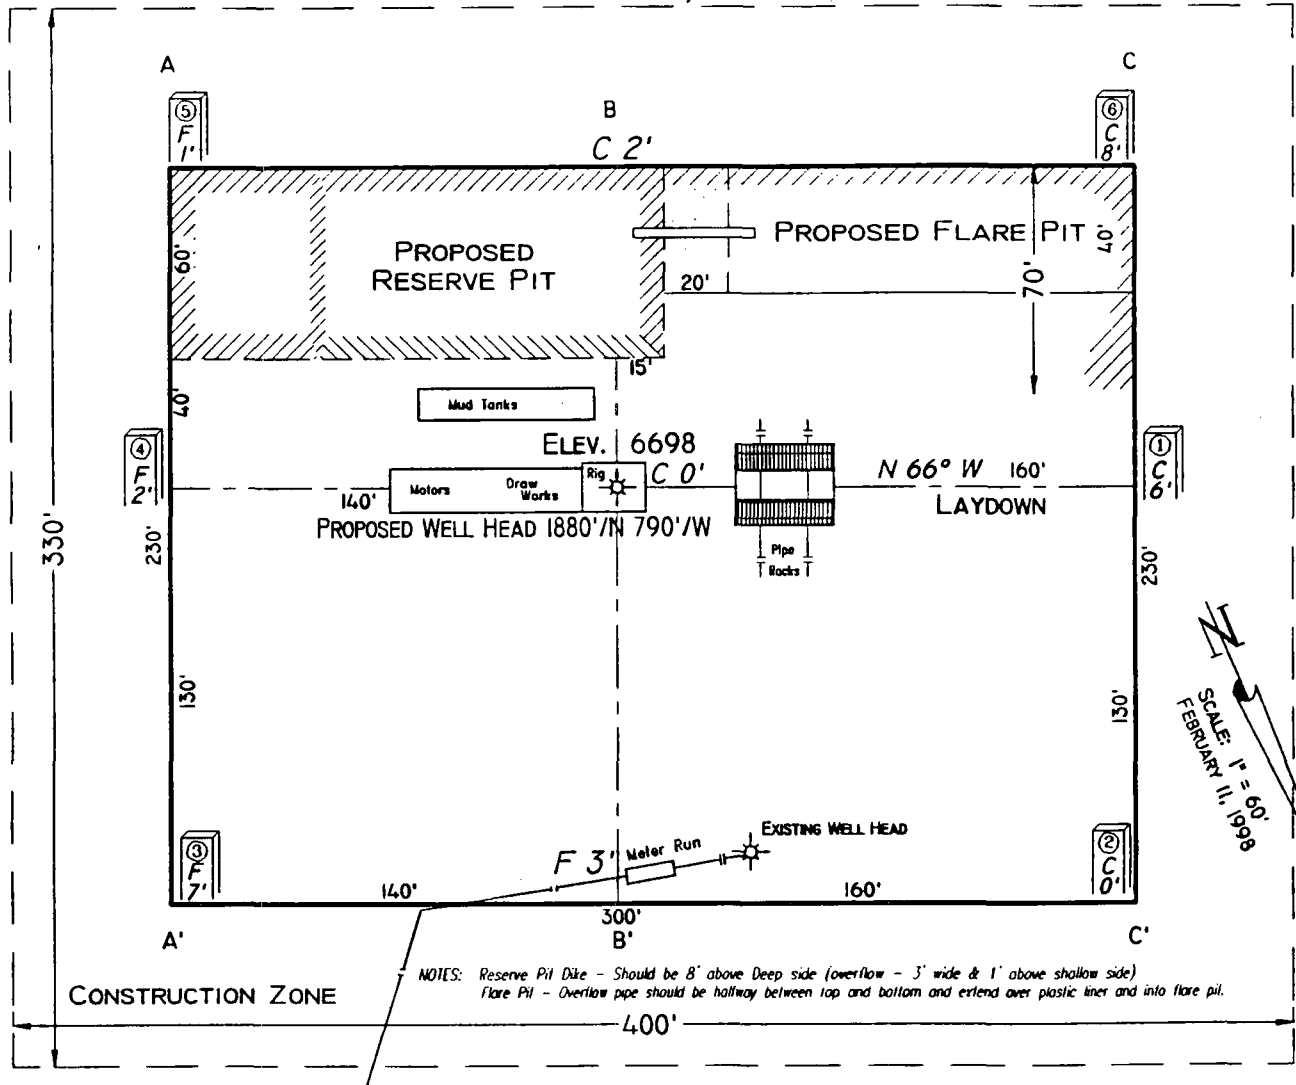 A
C
⑤
F
1'
B
C 2'
⑥
C
8'
60'
PROPOSED
RESERVE PIT
PROPOSED FLARE PIT
40'
20'
70'
15'
40'
Mud Tanks
④
F
2'
ELEV. 6698
Rig
C 0'
Motors
Draw
Works
140'
N 66° W 160'
LAYDOWN
①
C
6'
PROPOSED WELL HEAD 1880'/N 790'/W
Pipe
Racks
330'
230'
230'
N
130'
130'
SCALE: 1" = 60'
FEBRUARY 11, 1998
③
F
7'
F 3'
Meter Run
EXISTING WELL HEAD
②
C
0'
140'
160'
300'
A'
B'
C'
NOTES: Reserve Pit Dike - Should be 8' above Deep side (overflow - 3' wide & 1' above shallow side)
Flare Pit - Overflow pipe should be halfway between top and bottom and extend over plastic liner and into flare pit.
CONSTRUCTION ZONE
400'